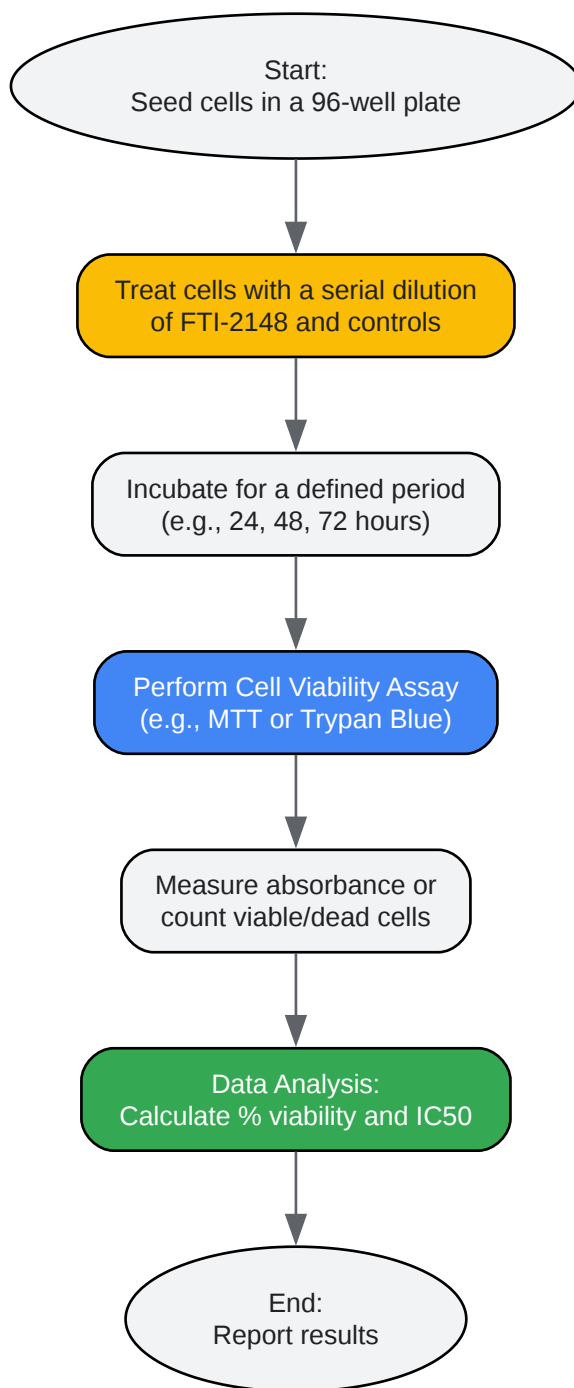 Start:
Seed cells in a 96-well plate
Treat cells with a serial dilution
of FTI-2148 and controls
Incubate for a defined period
(e.g., 24, 48, 72 hours)
Perform Cell Viability Assay
(e.g., MTT or Trypan Blue)
Measure absorbance or
count viable/dead cells
Data Analysis:
Calculate % viability and IC50
End:
Report results